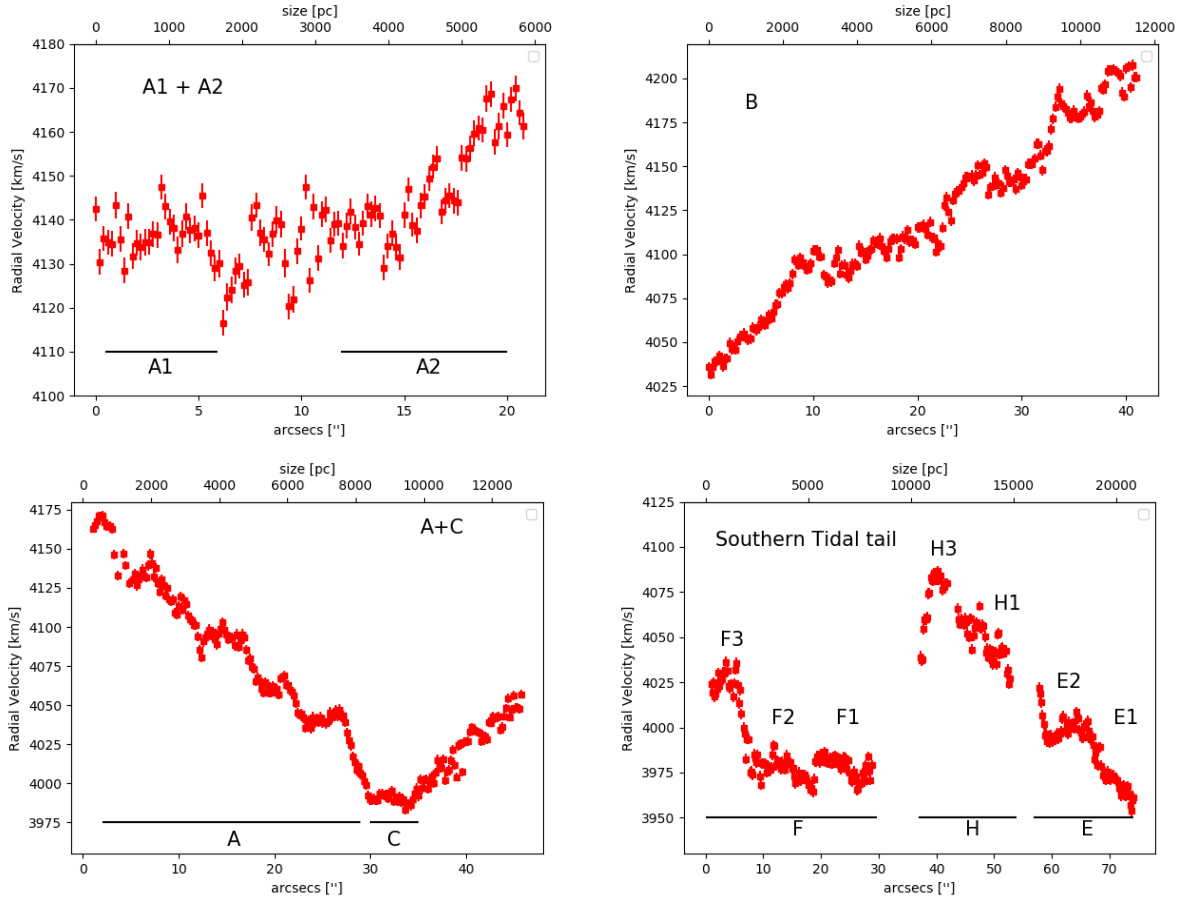 size [pc]
0 1000 2000 3000 4000 5000 6000
4180
4170
4160
4150
4140
4130
4120
4110
4100
Radial Velocity [km/s]
A1 + A2
A1
A2
0 5 10 15 20
arcsecs ['']
size [pc]
0 2000 4000 6000 8000 10000 12000
4200
4175
4150
4125
4100
4075
4050
4025
Radial Velocity [km/s]
B
0 10 20 30 40
arcsecs ['']
size [pc]
0 2000 4000 6000 8000 10000 12000
4175
4150
4125
4100
4075
4050
4025
4000
3975
Radial Velocity [km/s]
A+C
A
C
0 10 20 30 40
arcsecs ['']
size [pc]
0 5000 10000 15000 20000
4125
4100
4075
4050
4025
4000
3975
3950
Radial Velocity [km/s]
Southern Tidal tail
H3
H1
F3
E2
F2
F1
E1
F
H
E
0 10 20 30 40 50 60 70
arcsecs ['']